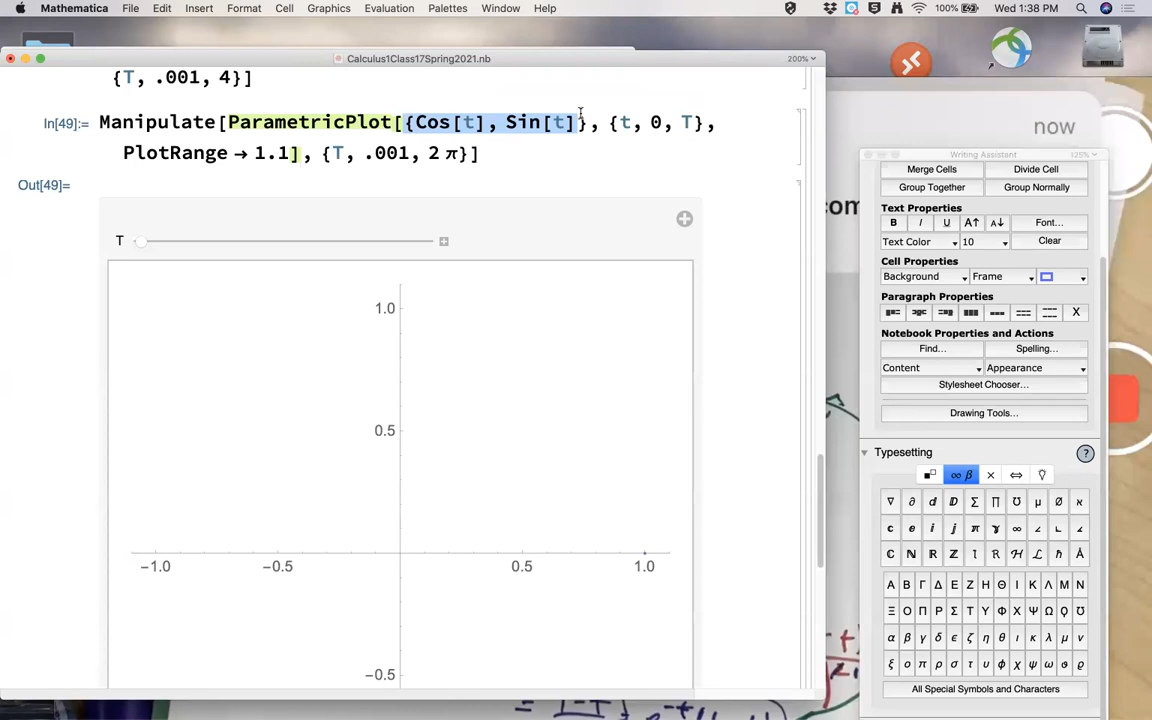 Mathematica File Edit Insert Format Cell Graphics Evaluation Palettes Window Help 100% Wed 1:38 PM
Calculus1Class17Spring2021.nb 200%
{T, .001, 4}]
In[49]:= Manipulate[ParametricPlot[{Cos[t], Sin[t]}, {t, 0, T},
PlotRange → 1.1], {T, .001, 2 π}]
Out[49]=
T
1.0
0.5
−1.0 −0.5 0.5 1.0
−0.5
now
com
Writing Assistant 125%
Merge Cells Divide Cell
Group Together Group Normally
Text Properties
B I U A↑ A↓ Font...
Text Color 10 Clear
Cell Properties
Background Frame
Paragraph Properties
X
Notebook Properties and Actions
Find... Spelling...
Content Appearance
Stylesheet Chooser...
Drawing Tools...
Typesetting ?
∞ β × ⇔
∇ ∂ ⅆ ⅅ ∑ ∏ ℧ μ Ø א
π ∞ ∠
ℂ ℕ ℝ ℤ ℒ ℏ Å
Α Β Γ Δ Ε Ζ Η Θ Ι Κ Λ Μ Ν
Ξ Ο Π Ρ Σ Τ Υ Φ Χ Ψ Ω Ϙ ℧
α β γ δ ϵ ζ η θ ι κ λ μ ν
ξ ο π ρ σ τ υ ϕ χ ψ ω
All Special Symbols and Characters